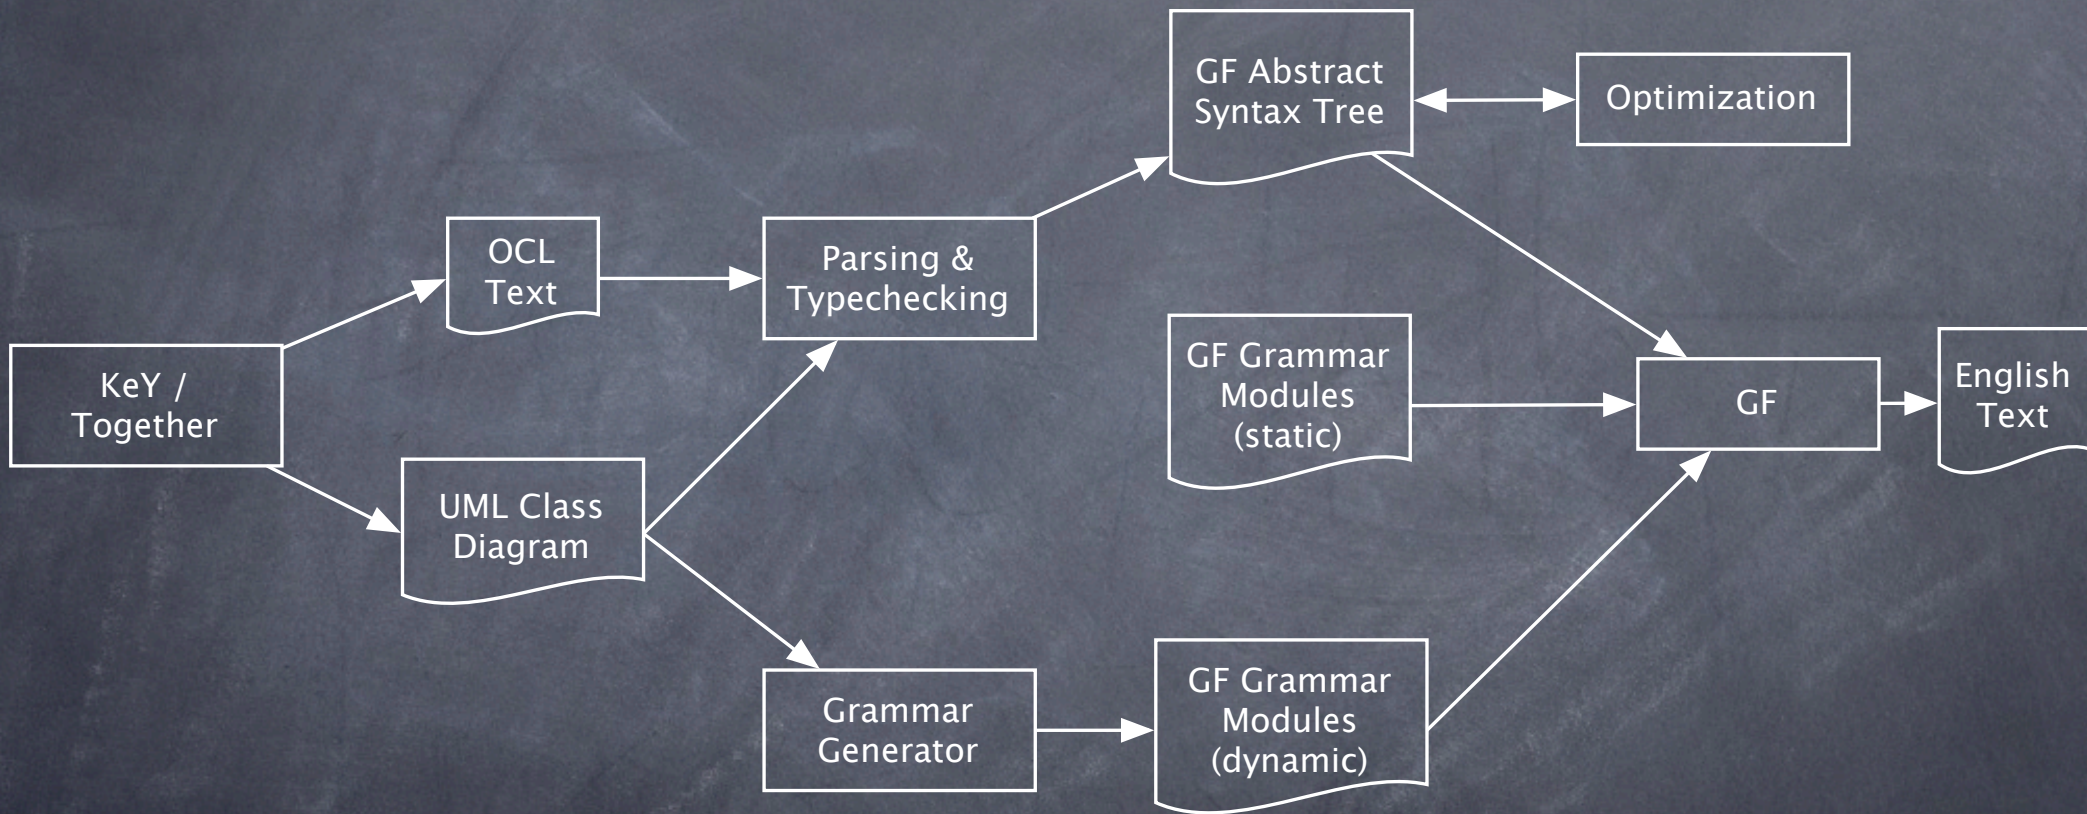 GF Abstract
Syntax Tree
Optimization
OCL
Text
Parsing &
Typechecking
KeY /
Together
GF Grammar
Modules
(static)
GF
English
Text
UML Class
Diagram
Grammar
Generator
GF Grammar
Modules
(dynamic)